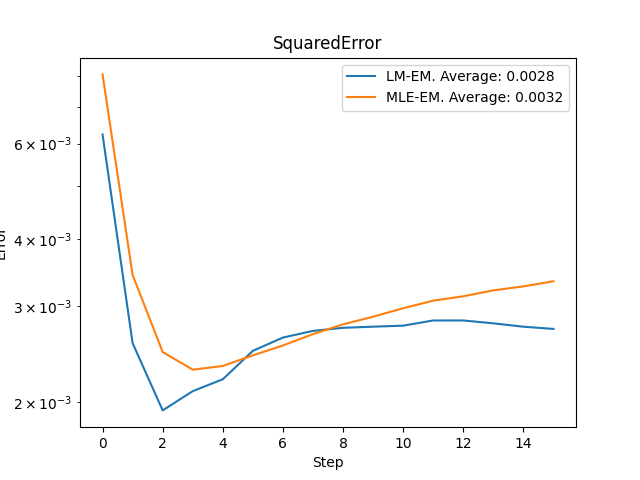 SquaredError
LM-EM. Average: 0.0028
MLE-EM. Average: 0.0032
6 × 10⁻³
4 × 10⁻³
3 × 10⁻³
2 × 10⁻³
Error
0 2 4 6 8 10 12 14
Step